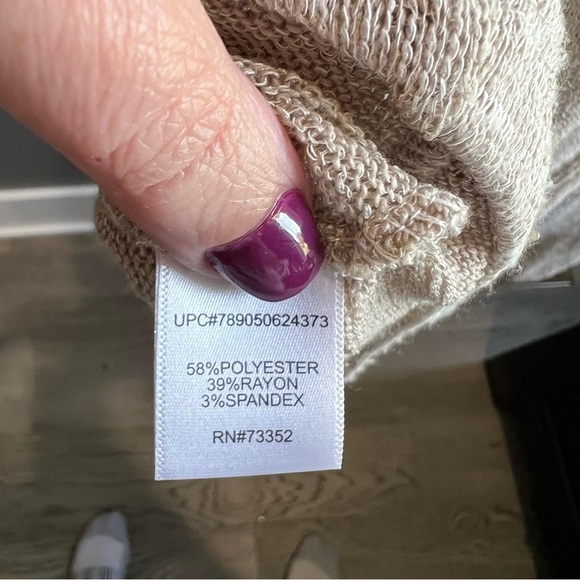 UPC#789050624373
58%POLYESTER
39%RAYON
3%SPANDEX
RN#73352